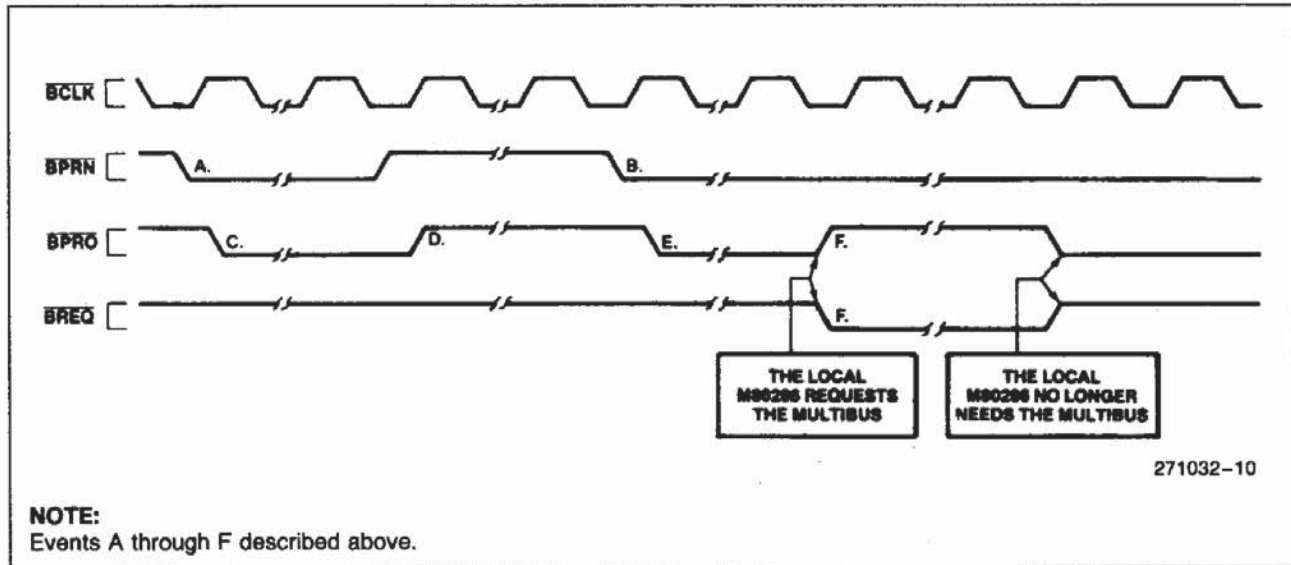 BCLK
BPRN
A.
B.
BPRO
C.
D.
E.
F.
BREQ
F.
THE LOCAL
M80286 REQUESTS
THE MULTIBUS
THE LOCAL
M80286 NO LONGER
NEEDS THE MULTIBUS
271032-10
NOTE:
Events A through F described above.